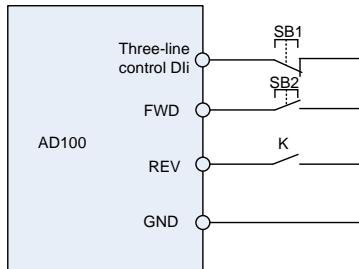 SB1
Three-line
control DIi
SB2
FWD
AD100
K
REV
GND